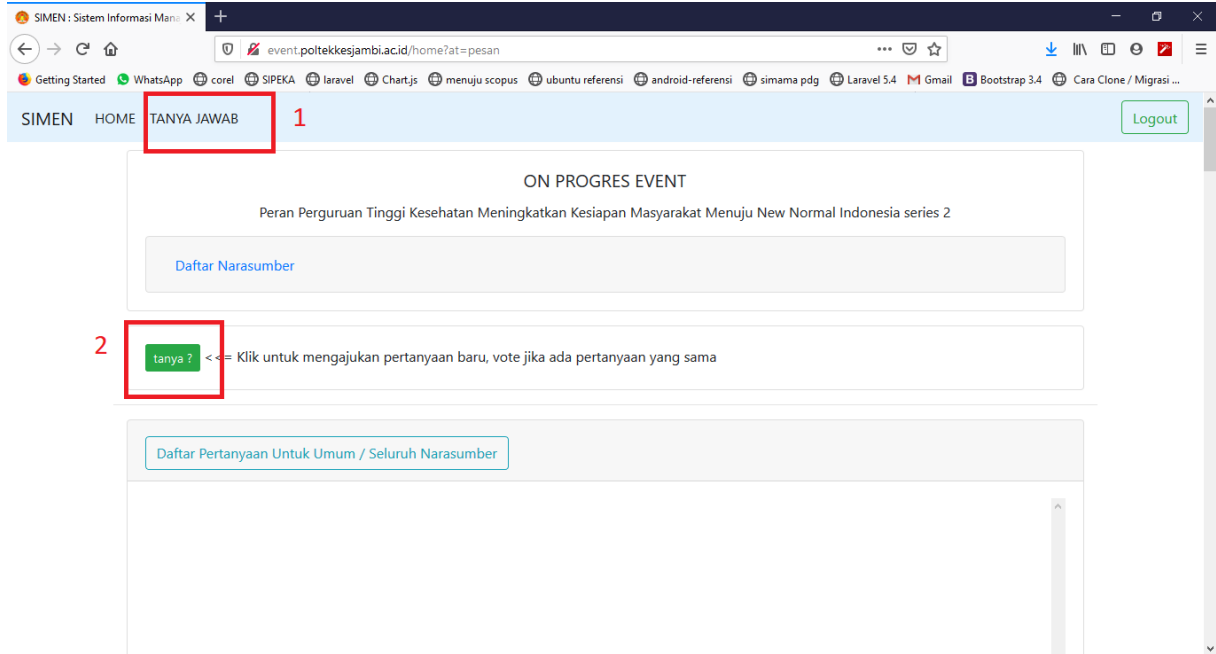 SIMEN : Sistem Informasi Mana
event.poltekkesjambi.ac.id/home?at=pesan
Getting Started WhatsApp corel SIPEKA laravel Chart.js menuju scopus ubuntu referensi android-referensi simama pdg Laravel 5.4 Gmail Bootstrap 3.4 Cara Clone / Migrasi ...
SIMEN HOME TANYA JAWAB 1 Logout
ON PROGRES EVENT
Peran Perguruan Tinggi Kesehatan Meningkatkan Kesiapan Masyarakat Menuju New Normal Indonesia series 2
Daftar Narasumber
2
tanya ? <<= Klik untuk mengajukan pertanyaan baru, vote jika ada pertanyaan yang sama
Daftar Pertanyaan Untuk Umum / Seluruh Narasumber